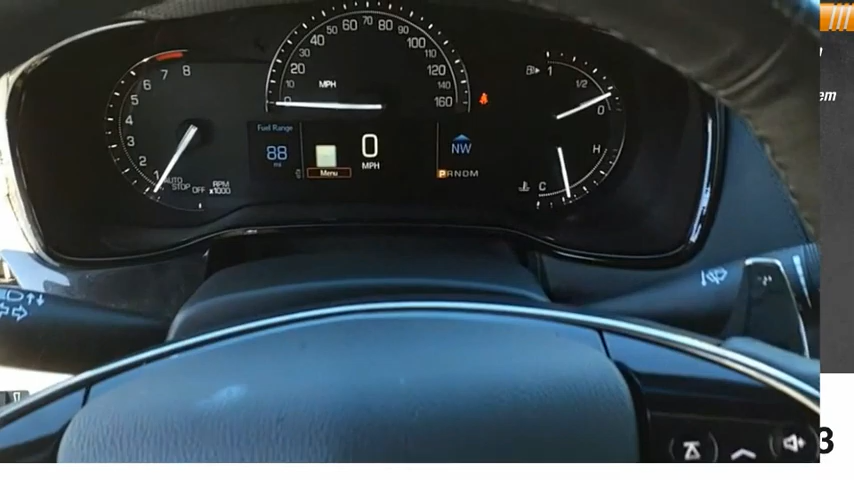 60 70 80
50 90
40 100
30 110
20 120
10 MPH 140
0 160
8
7
6
5
4
3
2
1
AUTO STOP OFF
RPM x1000
1
1/2
0
H
C
Fuel Range
88
mi
Menu
0
MPH
NW
PRNDM
em
3